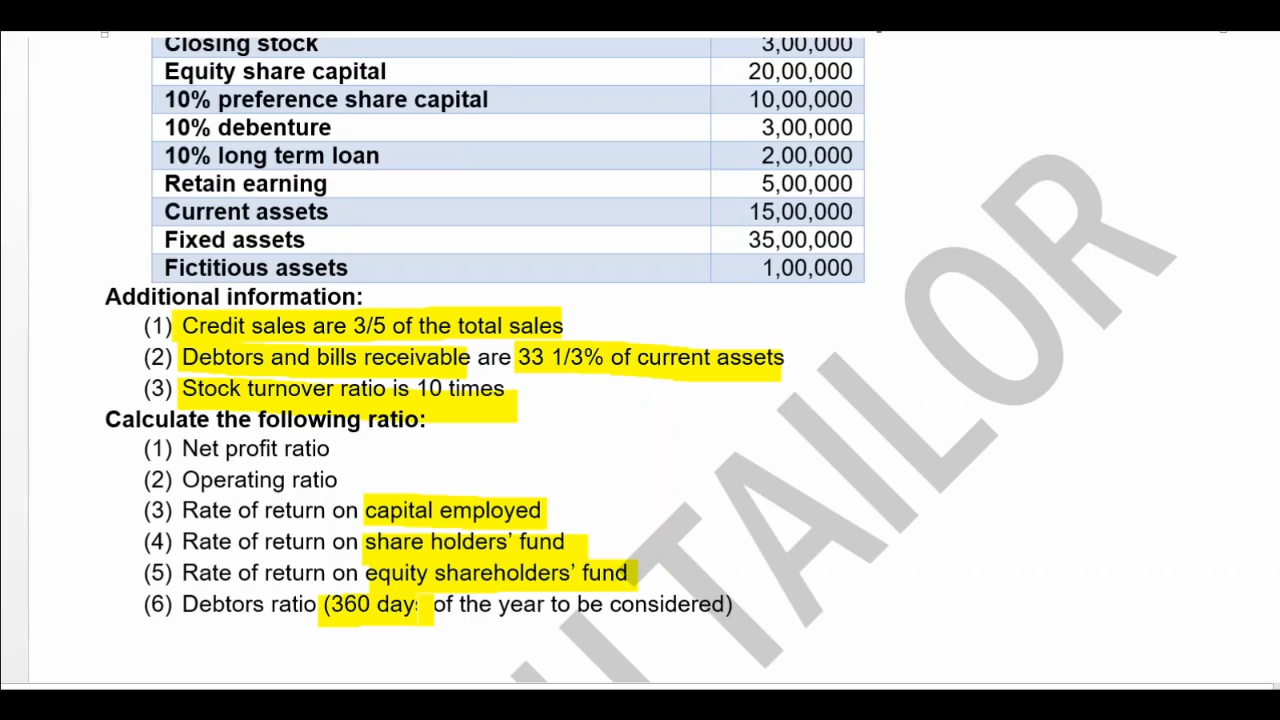 Closing stock 3,00,000
Equity share capital 20,00,000
10% preference share capital 10,00,000
10% debenture 3,00,000
10% long term loan 2,00,000
Retain earning 5,00,000
Current assets 15,00,000
Fixed assets 35,00,000
Fictitious assets 1,00,000
Additional information:
(1) Credit sales are 3/5 of the total sales
(2) Debtors and bills receivable are 33 1/3% of current assets
(3) Stock turnover ratio is 10 times
Calculate the following ratio:
(1) Net profit ratio
(2) Operating ratio
(3) Rate of return on capital employed
(4) Rate of return on share holders' fund
(5) Rate of return on equity shareholders' fund
(6) Debtors ratio (360 days of the year to be considered)
TAILOR